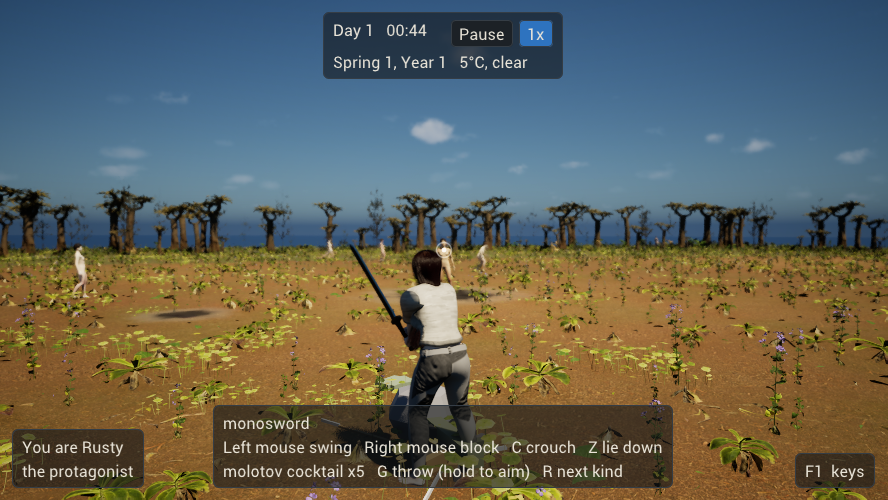 Day 1 00:44 Pause 1x
Spring 1, Year 1 5°C, clear
monosword
Left mouse swing Right mouse block C crouch Z lie down
molotov cocktail x5 G throw (hold to aim) R next kind
You are Rusty
the protagonist
F1 keys